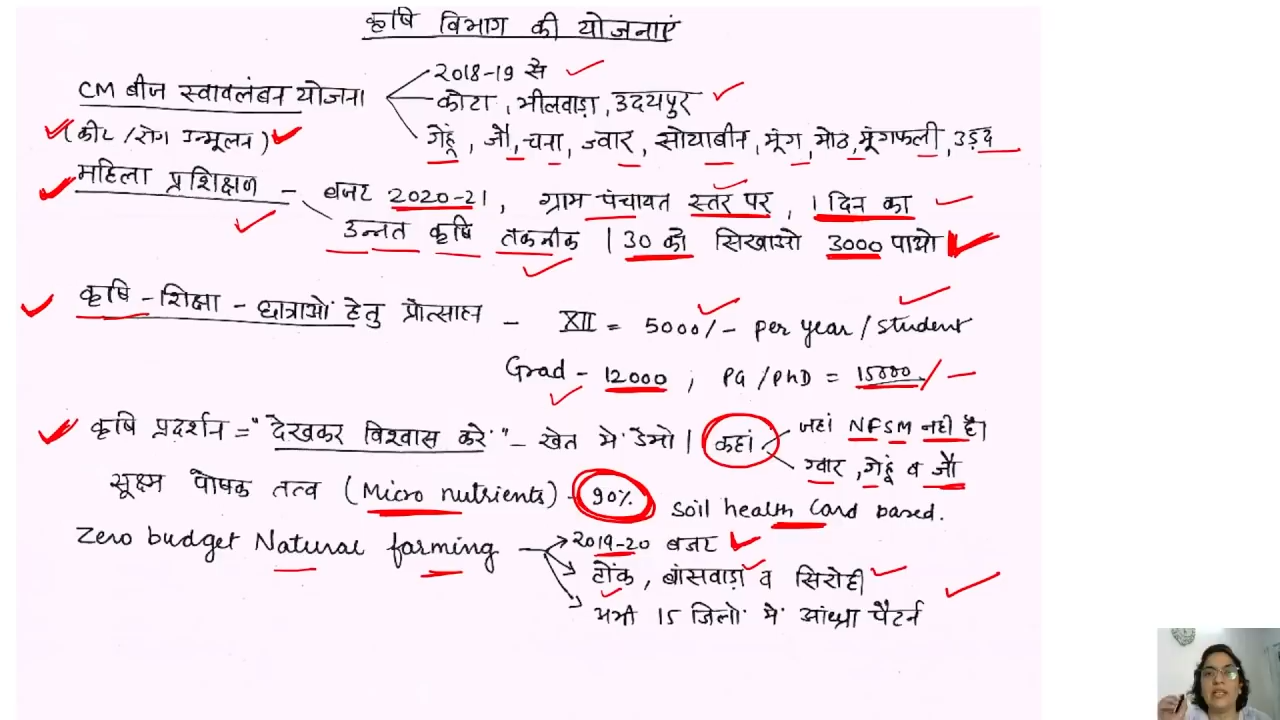 कृषि विभाग की योजनाएं
CM बीज स्वावलंबन योजना
2018-19 से
कोटा, भीलवाड़ा, उदयपुर
गेहूं, जौ, चना, ज्वार, सोयाबीन, मूंग, मोठ, मूंगफली, उड़द
(कीट/रोग उन्मूलन)
महिला प्रशिक्षण - बजट 2020-21, ग्राम पंचायत स्तर पर, 1 दिन का
उन्नत कृषि तकनीक | 30 को सिखाओ 3000 पाओ
कृषि-शिक्षा-छात्राओं हेतु प्रोत्साहन - XII = 5000/- per year/student
Grad - 12000 ; PG/PhD = 15000/-
कृषि प्रदर्शन = "देखकर विश्वास करें" - खेत में डेमो | कहां
जहां NFSM नहीं है।
ग्वार, गेहूं व जौ
सूक्ष्म पोषक तत्व (Micro nutrients) - 90% soil health Card based.
Zero budget Natural farming
2019-20 बजट
टोंक, बांसवाड़ा व सिरोही
15 जिलों में आंध्रा पैटर्न